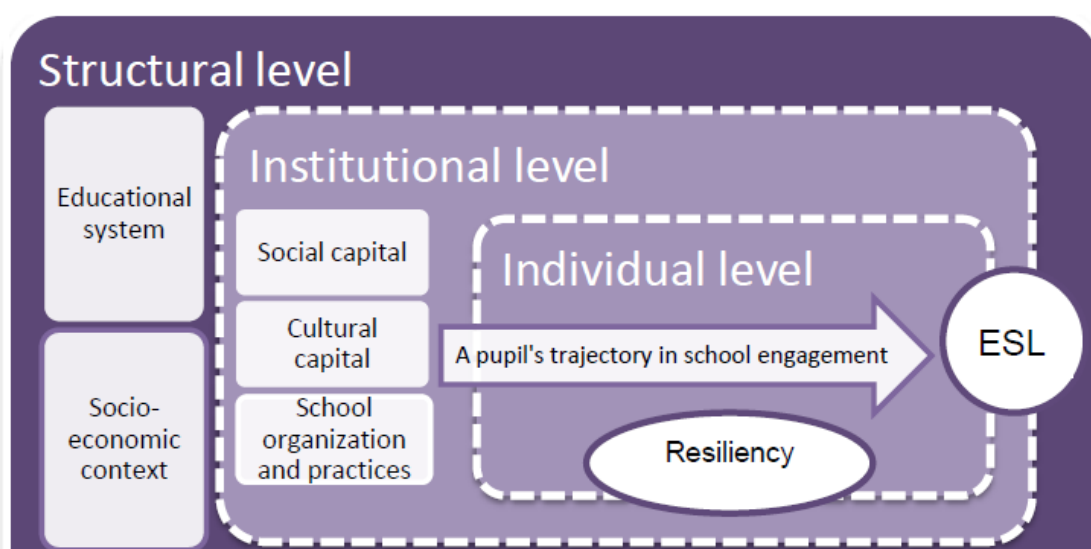 Structural level
Educational
system
Socio-
economic
context
Institutional level
Social capital
Cultural
capital
School
organization
and practices
Individual level
A pupil's trajectory in school engagement
Resiliency
ESL